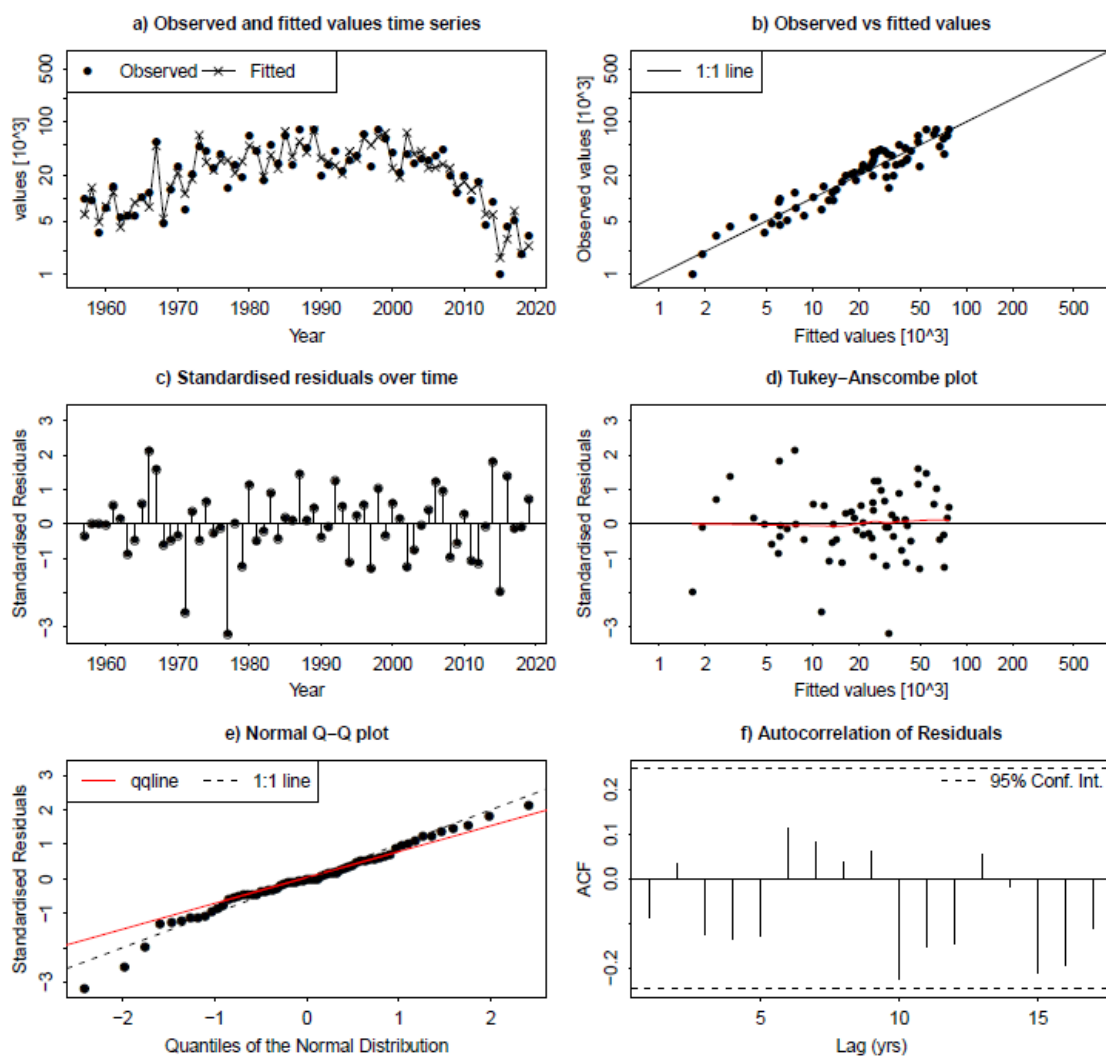 a) Observed and fitted values time series
Observed Fitted
values [10^3]
500
100
20
5
1
1960 1970 1980 1990 2000 2010 2020
Year
b) Observed vs fitted values
1:1 line
Observed values [10^3]
500
100
20
5
1
1 2 5 10 20 50 100 200 500
Fitted values [10^3]
c) Standardised residuals over time
Standardised Residuals
3
2
1
0
−1
−3
1960 1970 1980 1990 2000 2010 2020
Year
d) Tukey−Anscombe plot
Standardised Residuals
3
2
1
0
−1
−3
1 2 5 10 20 50 100 200 500
Fitted values [10^3]
e) Normal Q−Q plot
qqline 1:1 line
Standardised Residuals
3
2
1
0
−1
−3
−2 −1 0 1 2
Quantiles of the Normal Distribution
f) Autocorrelation of Residuals
95% Conf. Int.
ACF
0.2
0.0
−0.2
5 10 15
Lag (yrs)